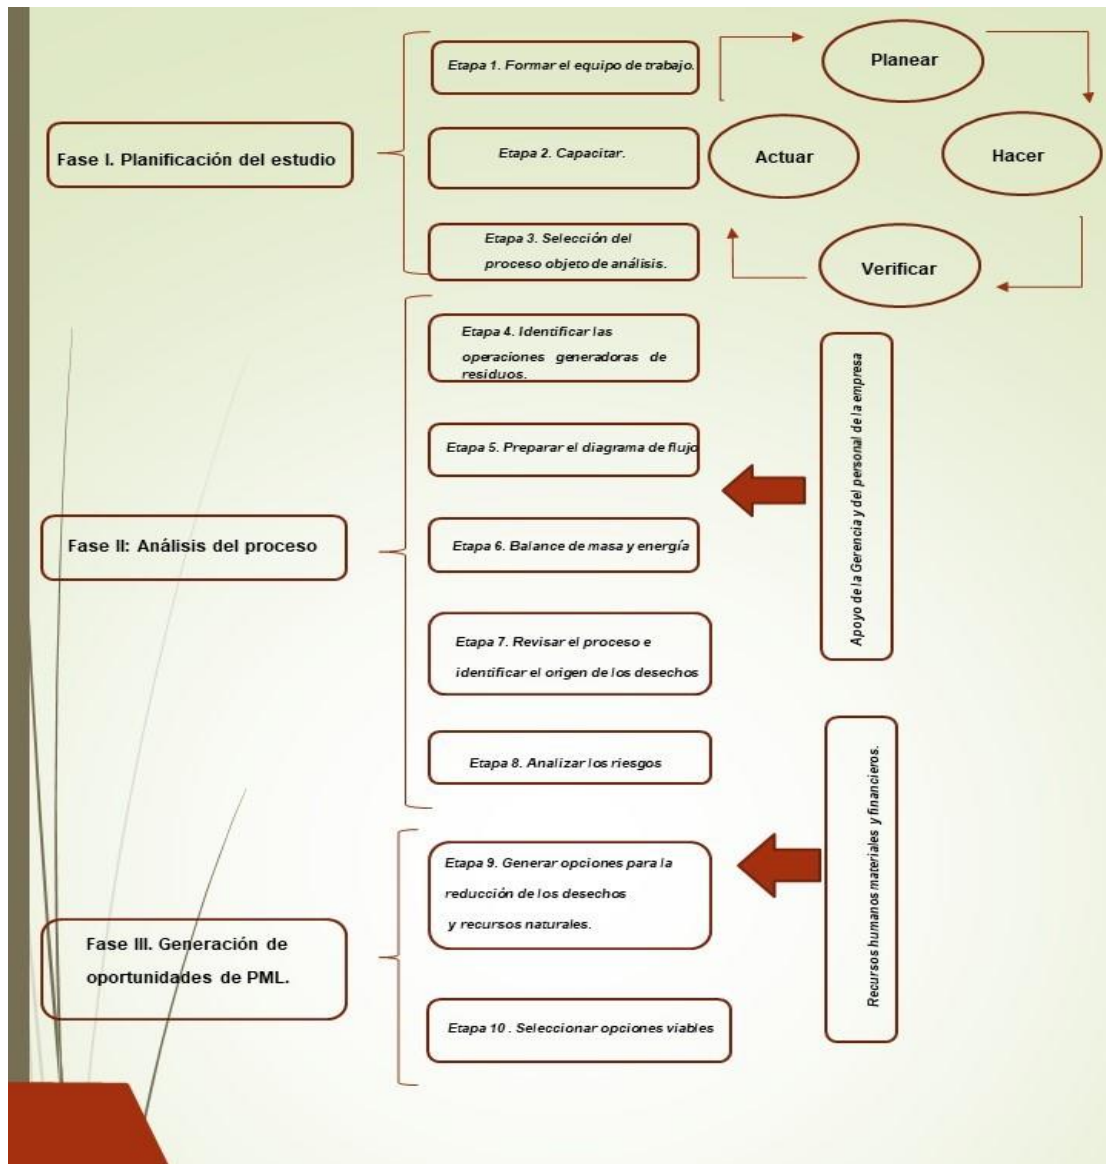 Fase I. Planificación del estudio
Etapa 1. Formar el equipo de trabajo.
Etapa 2. Capacitar.
Etapa 3. Selección del
proceso objeto de análisis.
Planear
Hacer
Verificar
Actuar
Fase II: Análisis del proceso
Etapa 4. Identificar las
operaciones generadoras de
residuos.
Etapa 5. Preparar el diagrama de flujo
Etapa 6. Balance de masa y energía
Etapa 7. Revisar el proceso e
identificar el origen de los desechos
Etapa 8. Analizar los riesgos
Apoyo de la Gerencia y del personal de la empresa
Fase III. Generación de
oportunidades de PML.
Etapa 9. Generar opciones para la
reducción de los desechos
y recursos naturales.
Etapa 10 . Seleccionar opciones viables
Recursos humanos materiales y financieros.